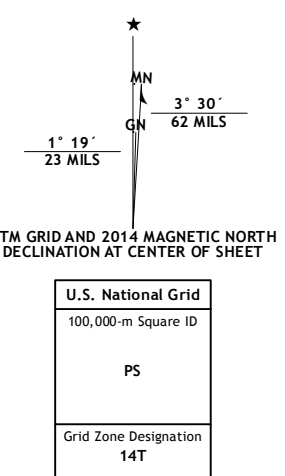 ★
MN
3° 30´
62 MILS
GN
1° 19´
23 MILS
TM GRID AND 2014 MAGNETIC NORTH
DECLINATION AT CENTER OF SHEET
U.S. National Grid
100,000-m Square ID
PS
Grid Zone Designation
14T